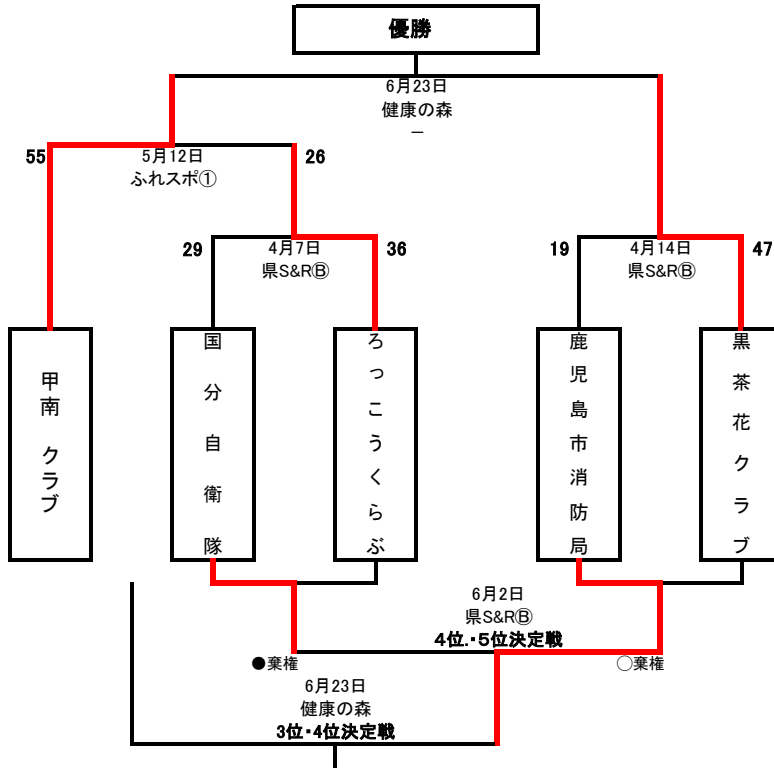 優勝
6月23日
健康の森
－
55
5月12日
26
ふれスポ①
29
4月7日
36
県S&RⒷ
19
4月14日
47
県S&RⒷ
甲南 クラブ
国分自衛隊
ろっこうくらぶ
鹿児島市消防局
黒茶花クラブ
6月2日
県S&RⒷ
4位.・5位決定戦
●棄権
○棄権
6月23日
健康の森
3位・4位決定戦